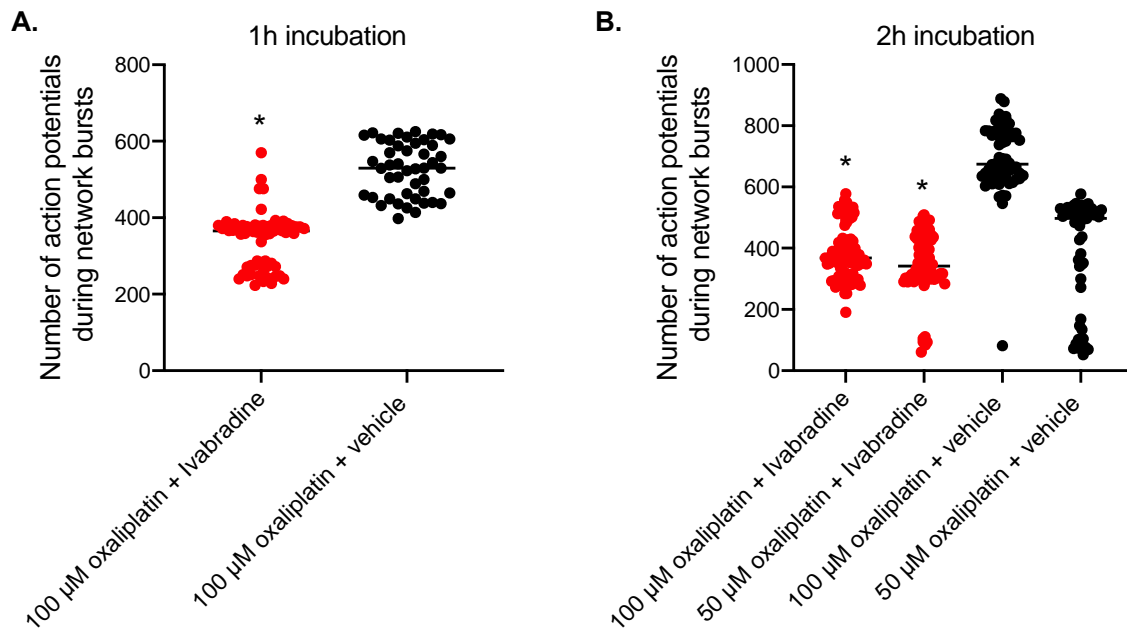 A.
1h incubation
Number of action potentials
during network bursts
800
600
400
200
0
*
100 µM oxaliplatin + Ivabradine
100 µM oxaliplatin + vehicle
B.
2h incubation
Number of action potentials
during network bursts
1000
800
600
400
200
0
*
*
100 µM oxaliplatin + Ivabradine
50 µM oxaliplatin + Ivabradine
100 µM oxaliplatin + vehicle
50 µM oxaliplatin + vehicle